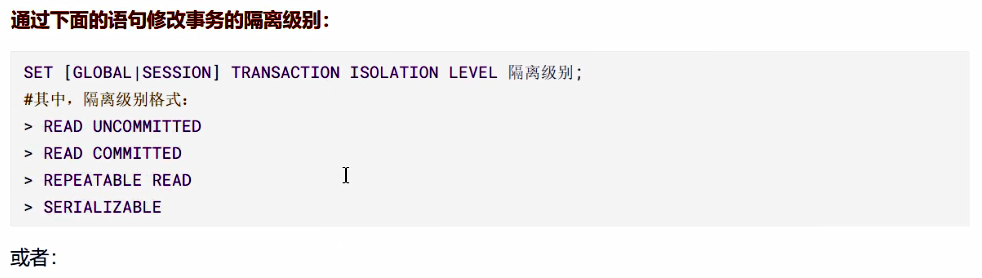 通过下面的语句修改事务的隔离级别：
SET [GLOBAL|SESSION] TRANSACTION ISOLATION LEVEL 隔离级别;
#其中，隔离级别格式：
> READ UNCOMMITTED
> READ COMMITTED
> REPEATABLE READ
> SERIALIZABLE
或者：